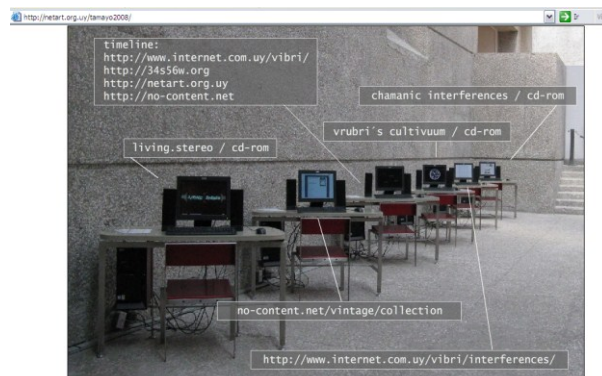 http://netart.org.uy/tamayo2008/
timeline:
http://www.internet.com.uy/vibri/
http://34s56w.org
http://netart.org.uy
http://no-content.net
chamanic interferences / cd-rom
vrubri´s cultivuum / cd-rom
living.stereo / cd-rom
no-content.net/vintage/collection
http://www.internet.com.uy/vibri/interferences/